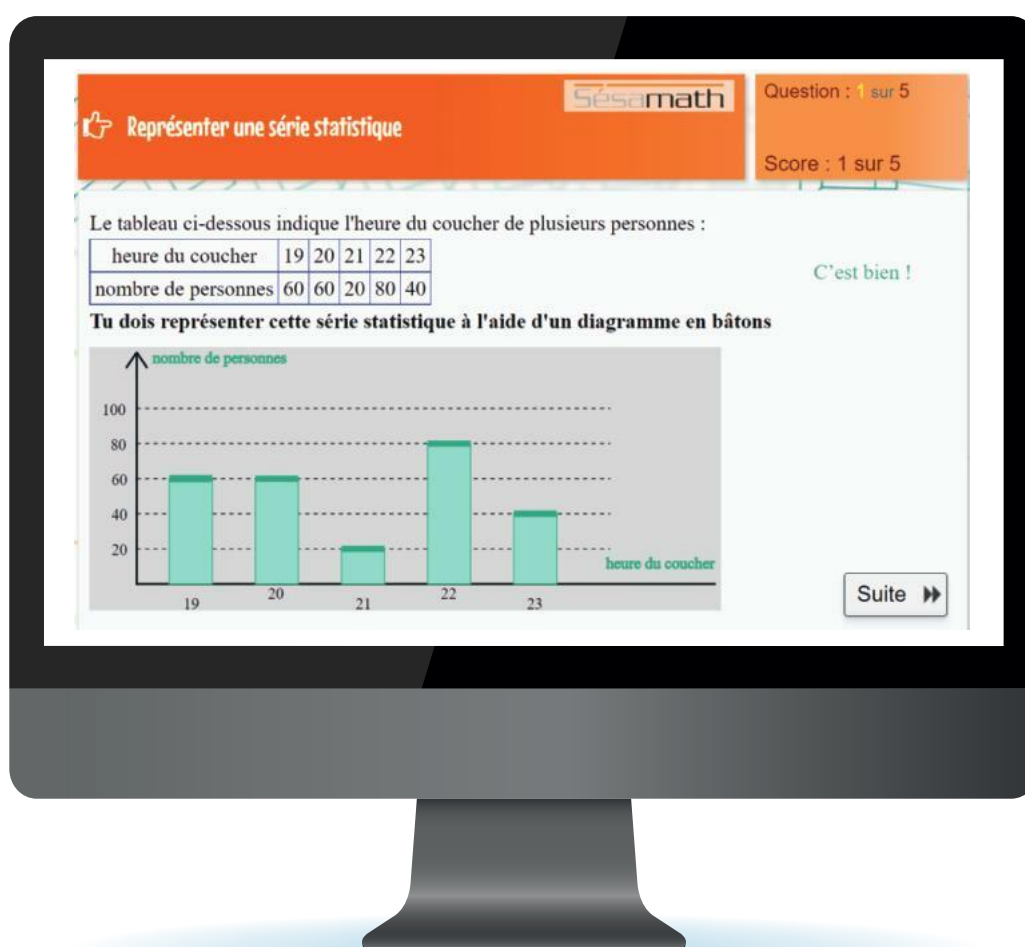 Sésamath
Question : 1 sur 5
Représenter une série statistique
Score : 1 sur 5
Le tableau ci-dessous indique l'heure du coucher de plusieurs personnes :
heure du coucher 19 20 21 22 23
nombre de personnes 60 60 20 80 40
C'est bien !
Tu dois représenter cette série statistique à l'aide d'un diagramme en bâtons
nombre de personnes
100
80
60
40
20
heure du coucher
19 20 21 22 23
Suite